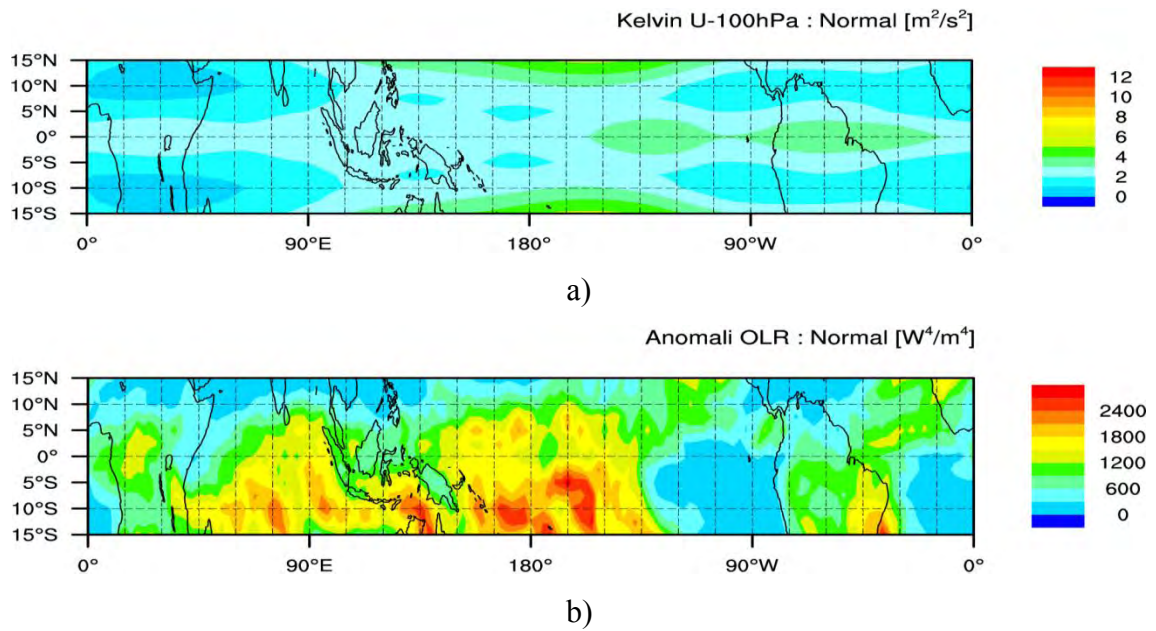 Kelvin U-100hPa : Normal [m²/s²]
15°N
10°N
5°N
0°
5°S
10°S
15°S
0° 90°E 180° 90°W 0°
12
10
8
6
4
2
0
a)
Anomali OLR : Normal [W⁴/m⁴]
15°N
10°N
5°N
0°
5°S
10°S
15°S
0° 90°E 180° 90°W 0°
2400
1800
1200
600
0
b)